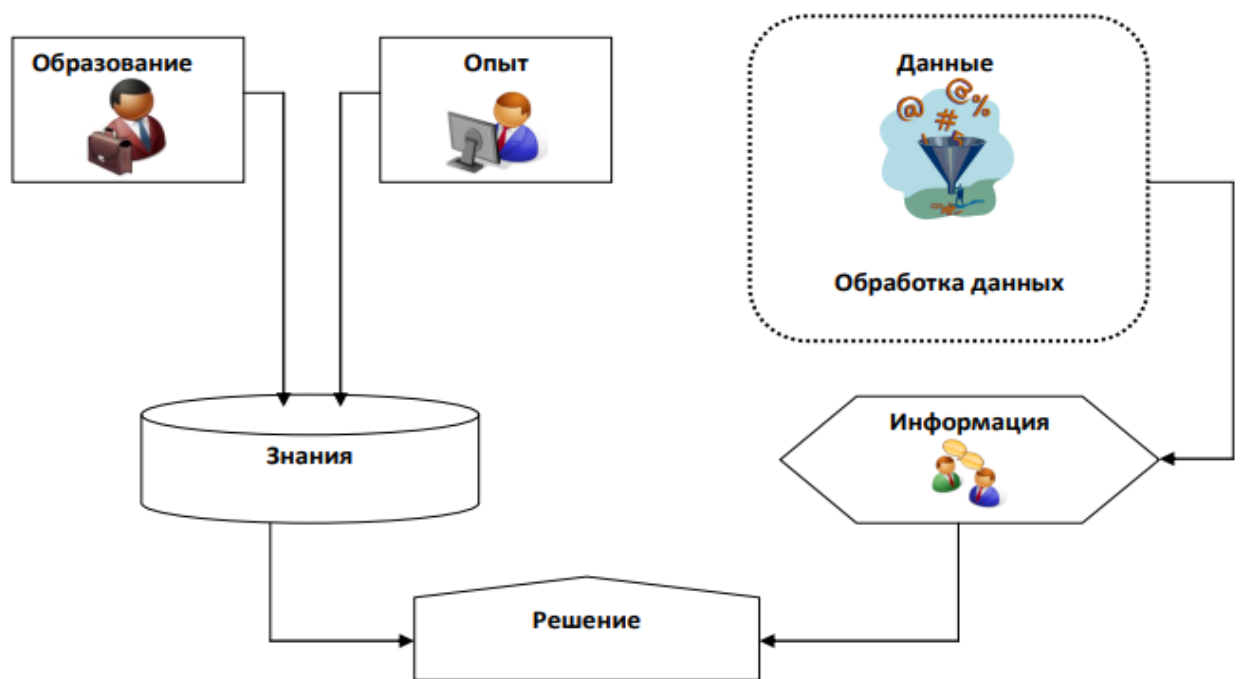 Образование
Опыт
Данные
Обработка данных
Знания
Информация
Решение